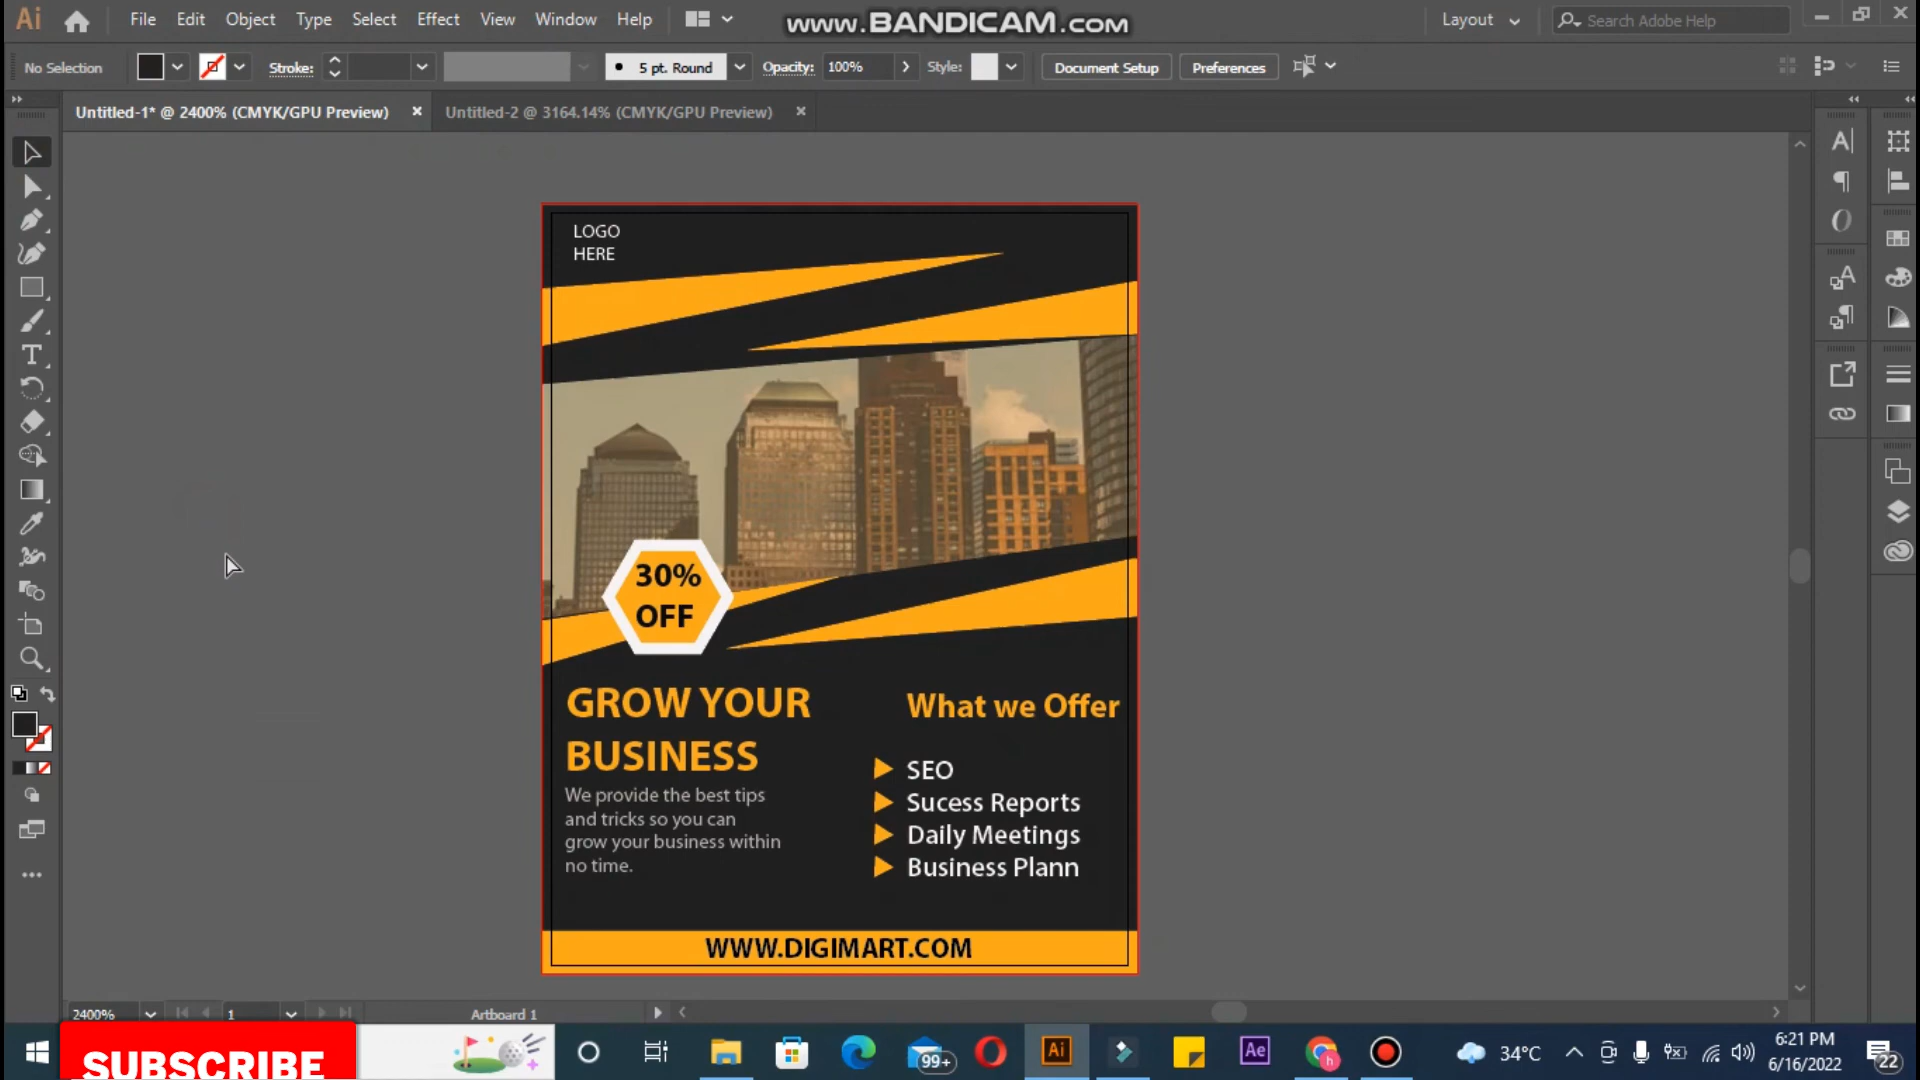 Ai File Edit Object Type Select Effect View Window Help
www.BANDICAM.com
Layout Search Adobe Help
No Selection Stroke: 5 pt. Round Opacity: 100% Style: Document Setup Preferences
Untitled-1* @ 2400% (CMYK/GPU Preview) × Untitled-2 @ 3164.14% (CMYK/GPU Preview) ×
LOGO
HERE
30%
OFF
GROW YOUR
BUSINESS
We provide the best tips
and tricks so you can
grow your business within
no time.
What we Offer
SEO
Sucess Reports
Daily Meetings
Business Plann
WWW.DIGIMART.COM
2400% 1 Artboard 1
SUBSCRIBE
99+
Ai
Ae
h
34°C
6:21 PM
6/16/2022
22